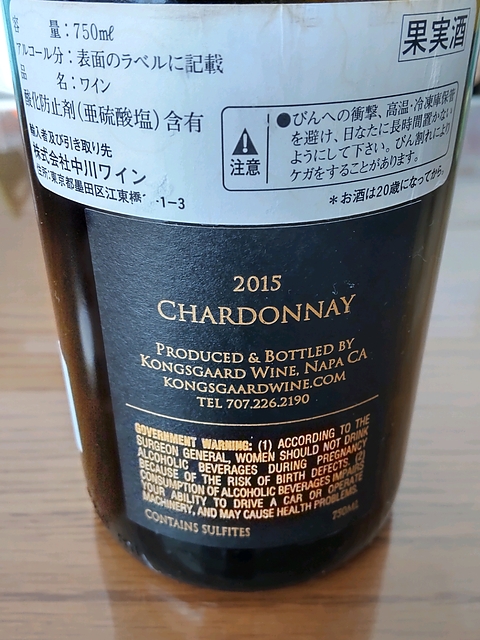 容 量：750㎖
アルコール分：表面のラベルに記載
品 名：ワイン
酸化防止剤(亜硫酸塩)含有
輸入者及び引き取り先
株式会社中川ワイン
住所:東京都墨田区江東橋 -1-3
果実酒
注意
●びんへの衝撃、高温・冷凍庫保管
を避け、日なたに長時間置かない
ようにして下さい。びん割れにより
ケガをすることがあります。
＊お酒は20歳になってから。
2015
CHARDONNAY
PRODUCED & BOTTLED BY
KONGSGAARD WINE, NAPA CA
KONGSGAARDWINE.COM
TEL 707.226.2190
GOVERNMENT WARNING: (1) ACCORDING TO THE
SURGEON GENERAL, WOMEN SHOULD NOT DRINK
ALCOHOLIC BEVERAGES DURING PREGNANCY
BECAUSE OF THE RISK OF BIRTH DEFECTS. (2)
CONSUMPTION OF ALCOHOLIC BEVERAGES IMPAIRS
YOUR ABILITY TO DRIVE A CAR OR OPERATE
MACHINERY, AND MAY CAUSE HEALTH PROBLEMS.
CONTAINS SULFITES
750ML